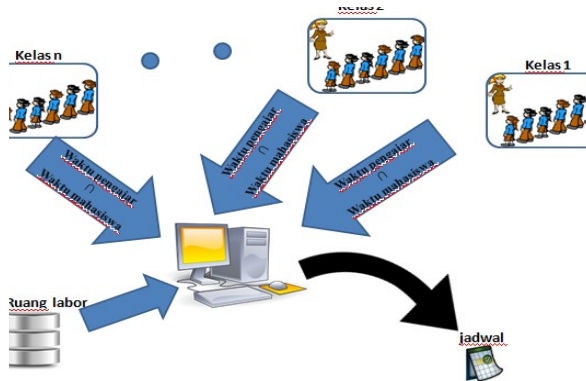 Kelas 2
Kelas n
Kelas 1
Waktu pengajar
∩
Waktu mahasiswa
Waktu pengajar
∩
Waktu mahasiswa
Waktu pengajar
∩
Waktu mahasiswa
Ruang labor
jadwal